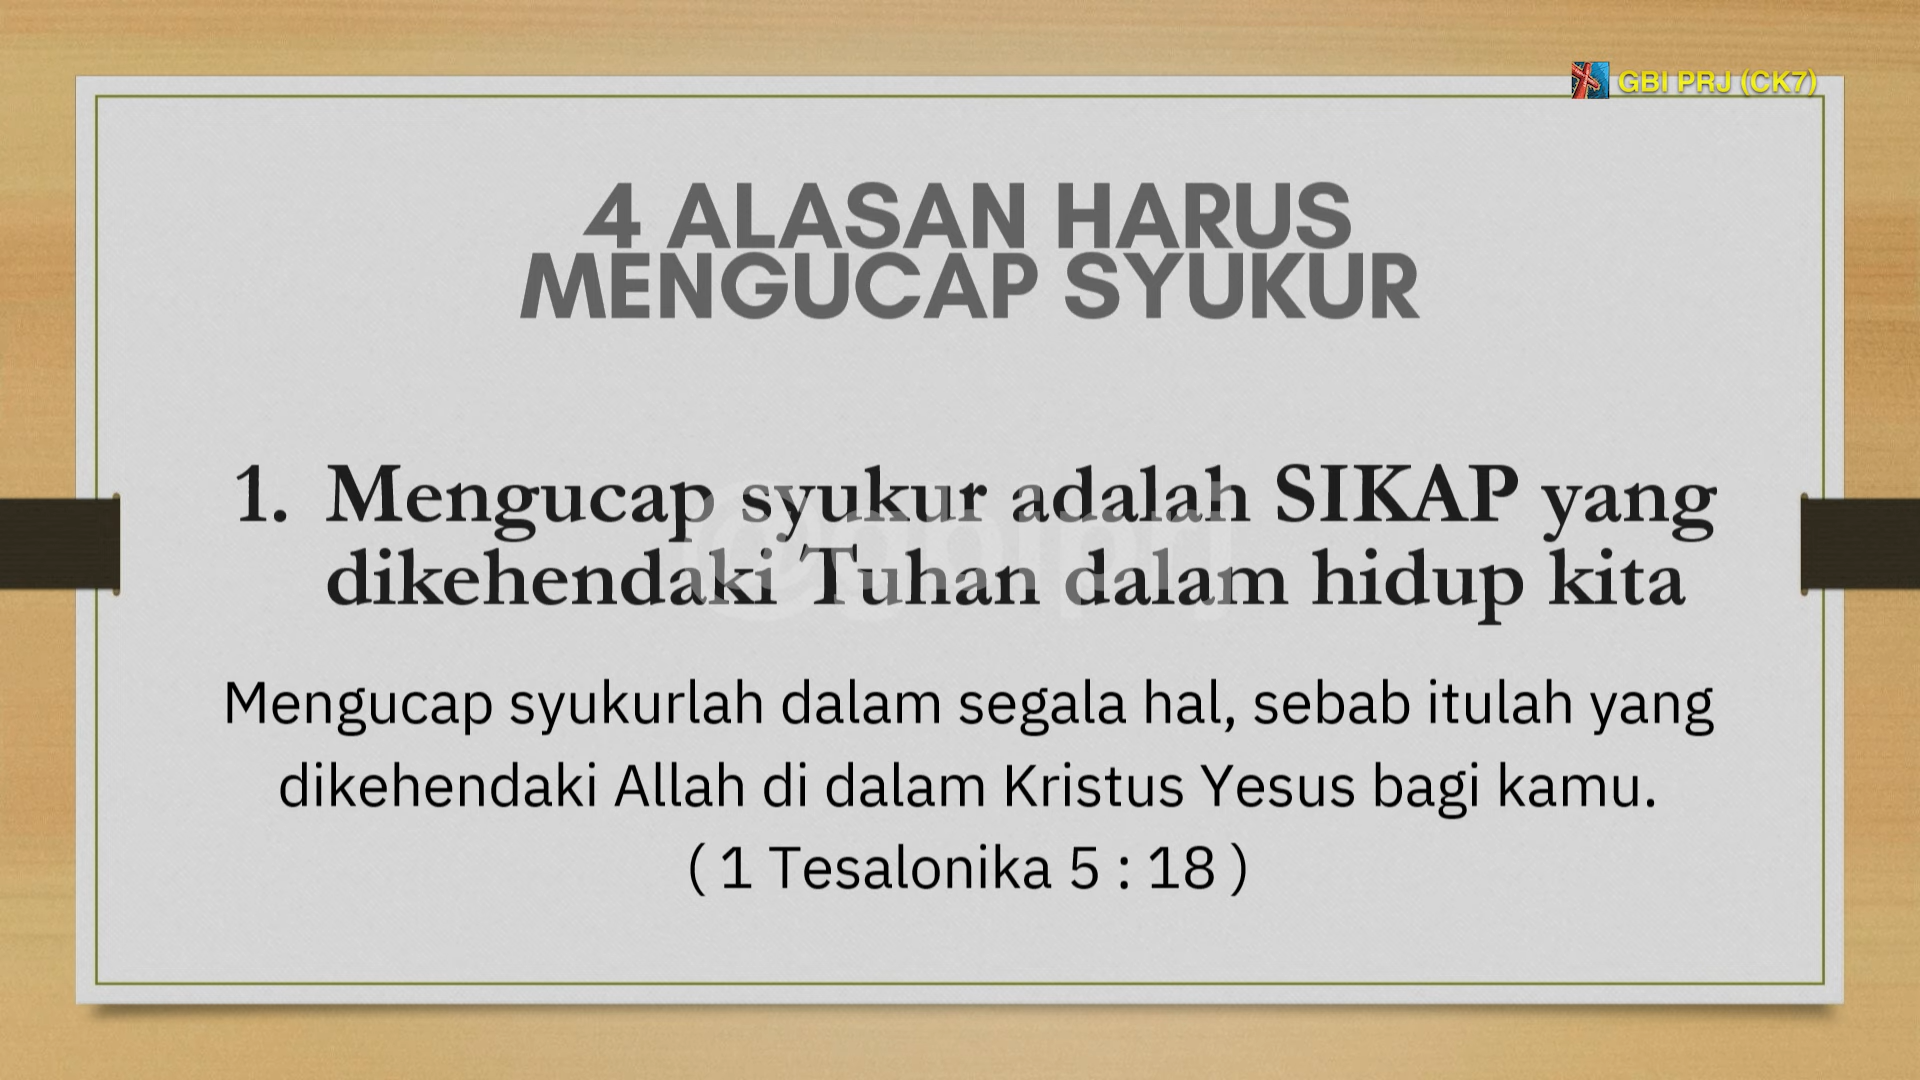 GBI PRJ (CK7)
4 ALASAN HARUS
MENGUCAP SYUKUR
1. Mengucap syukur adalah SIKAP yang
dikehendaki Tuhan dalam hidup kita
@gbiprj
Mengucap syukurlah dalam segala hal, sebab itulah yang
dikehendaki Allah di dalam Kristus Yesus bagi kamu.
( 1 Tesalonika 5 : 18 )